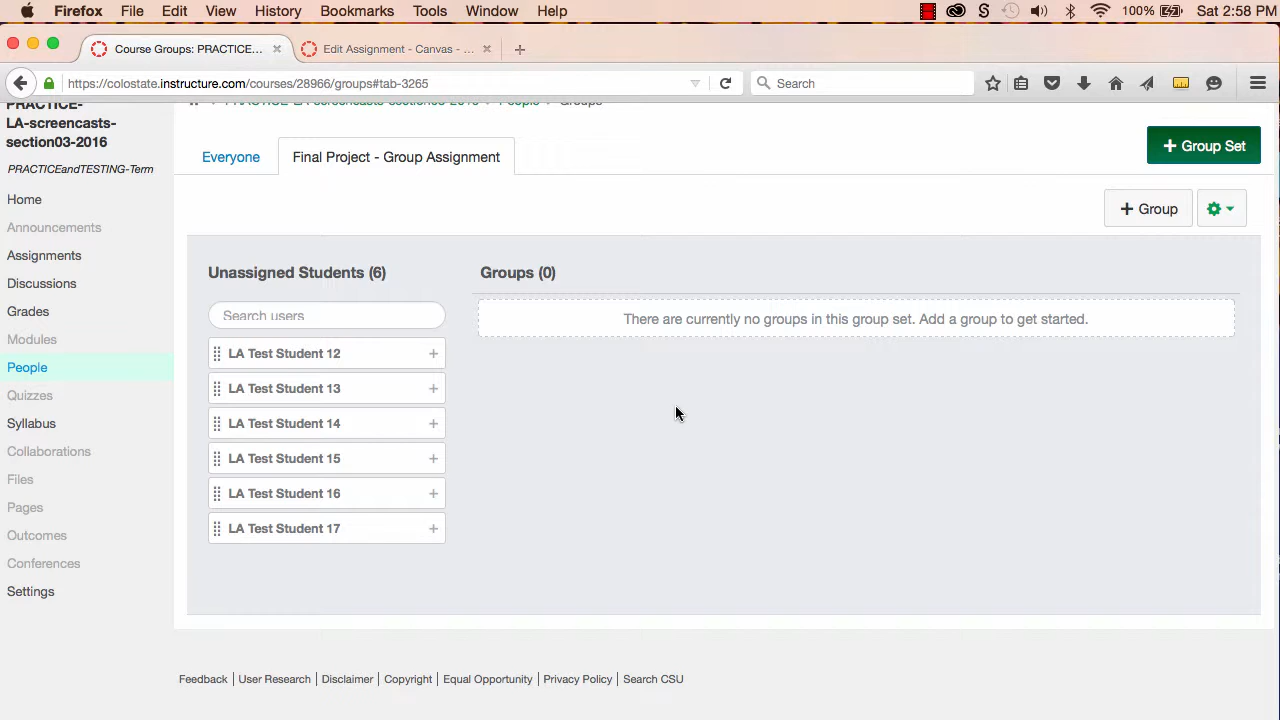 Firefox File Edit View History Bookmarks Tools Window Help 100% Sat 2:58 PM
Course Groups: PRACTICE... Edit Assignment - Canvas - ...
https://colostate.instructure.com/courses/28966/groups#tab-3265 Search
PRACTICE-LA-screencasts-section03-2016 People Groups
PRACTICE-
LA-screencasts-
section03-2016
PRACTICEandTESTING-Term
Home
Announcements
Assignments
Discussions
Grades
Modules
People
Quizzes
Syllabus
Collaborations
Files
Pages
Outcomes
Conferences
Settings
Everyone Final Project - Group Assignment
+ Group Set
+ Group
Unassigned Students (6)
Search users
LA Test Student 12 +
LA Test Student 13 +
LA Test Student 14 +
LA Test Student 15 +
LA Test Student 16 +
LA Test Student 17 +
Groups (0)
There are currently no groups in this group set. Add a group to get started.
Feedback | User Research | Disclaimer | Copyright | Equal Opportunity | Privacy Policy | Search CSU